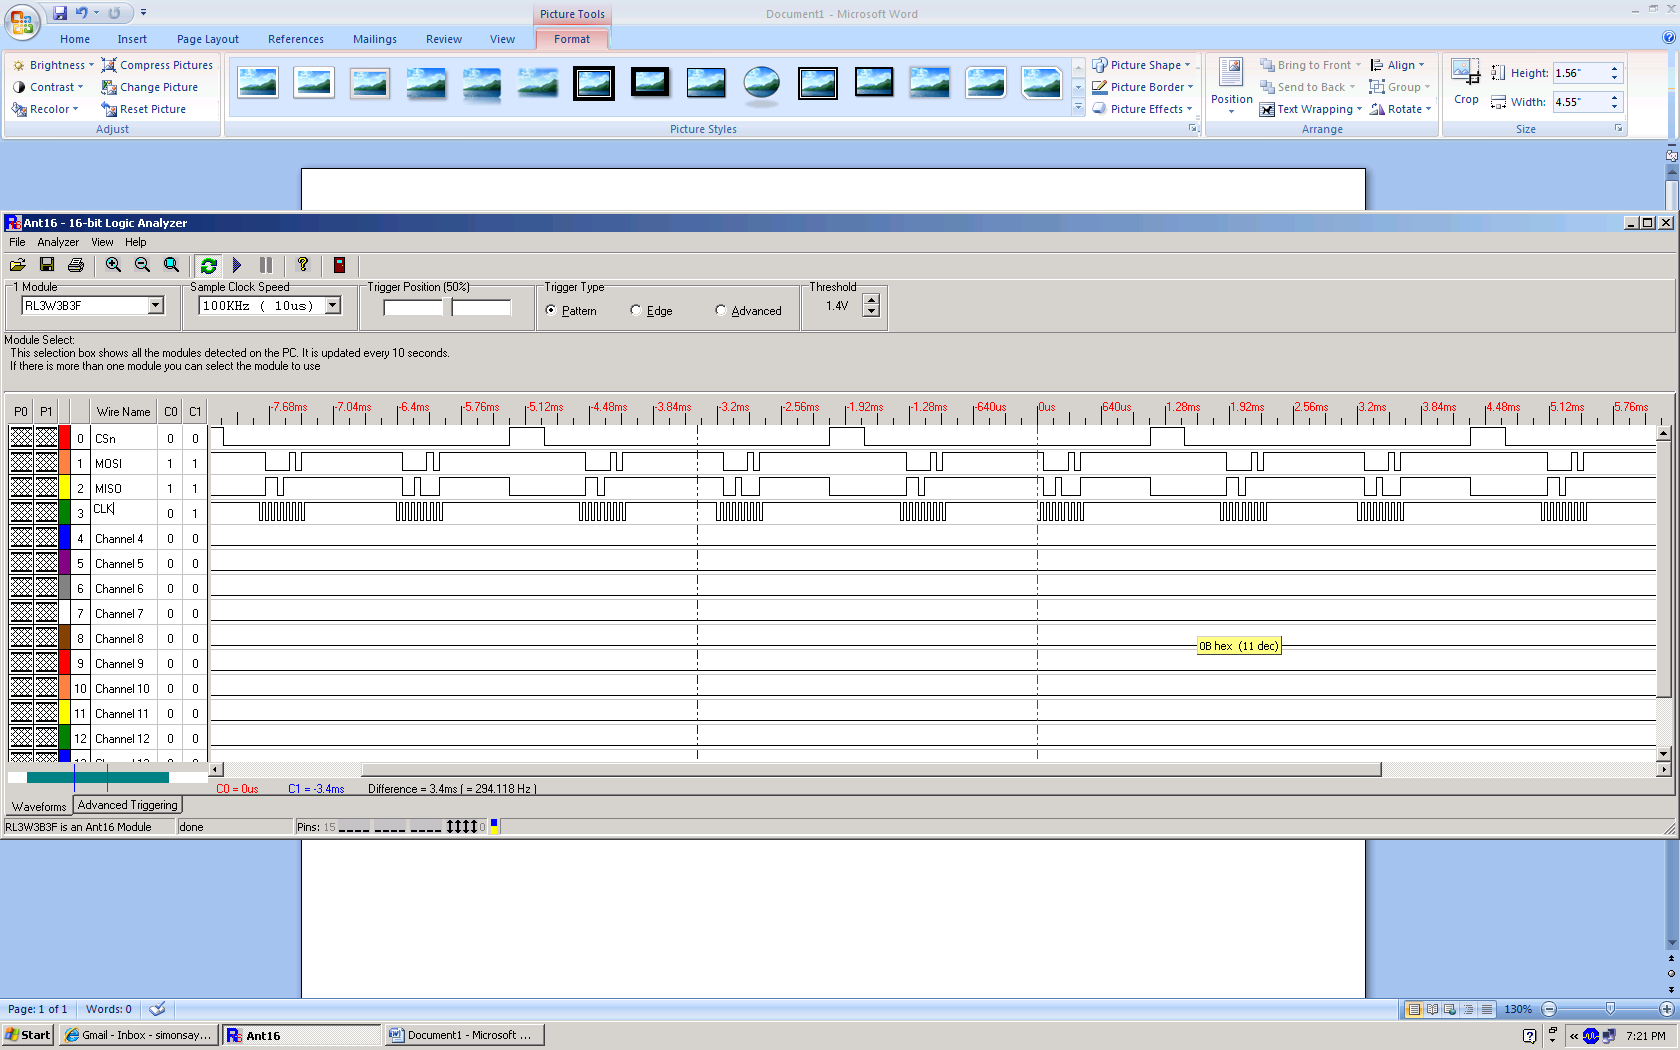 Picture Tools
Document1 - Microsoft Word
Home Insert Page Layout References Mailings Review View Format
Brightness Compress Pictures
Contrast Change Picture
Recolor Reset Picture
Adjust
Picture Styles
Picture Shape
Picture Border
Picture Effects
Position
Bring to Front
Send to Back
Text Wrapping
Align
Group
Rotate
Arrange
Crop
Height: 1.56"
Width: 4.55"
Size
Ant16 - 16-bit Logic Analyzer
File Analyzer View Help
1 Module
RL3W3B3F
Sample Clock Speed
100KHz ( 10us)
Trigger Position (50%)
Trigger Type
Pattern Edge Advanced
Threshold
1.4V
Module Select:
This selection box shows all the modules detected on the PC. It is updated every 10 seconds.
If there is more than one module you can select the module to use
P0 P1 Wire Name C0 C1
-7.68ms -7.04ms -6.4ms -5.76ms -5.12ms -4.48ms -3.84ms -3.2ms -2.56ms -1.92ms -1.28ms -640us 0us 640us 1.28ms 1.92ms 2.56ms 3.2ms 3.84ms 4.48ms 5.12ms 5.76ms
0 CSn 0 0
1 MOSI 1 1
2 MISO 1 1
3 CLK 0 1
4 Channel 4 0 0
5 Channel 5 0 0
6 Channel 6 0 0
7 Channel 7 0 0
8 Channel 8 0 0
0B hex (11 dec)
9 Channel 9 0 0
10 Channel 10 0 0
11 Channel 11 0 0
12 Channel 12 0 0
C0 = 0us C1 = -3.4ms Difference = 3.4ms ( = 294.118 Hz )
Waveforms Advanced Triggering
RL3W3B3F is an Ant16 Module done Pins: 15 0
Page: 1 of 1 Words: 0
130%
Start Gmail - Inbox - simonsay... Ant16 Document1 - Microsoft ... 7:21 PM